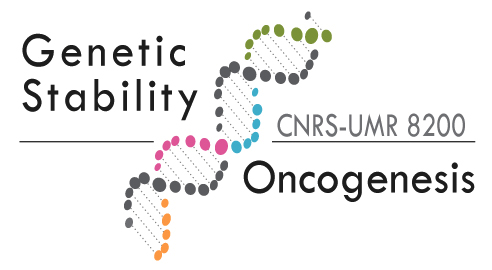 Genetic
Stability
CNRS-UMR 8200
Oncogenesis